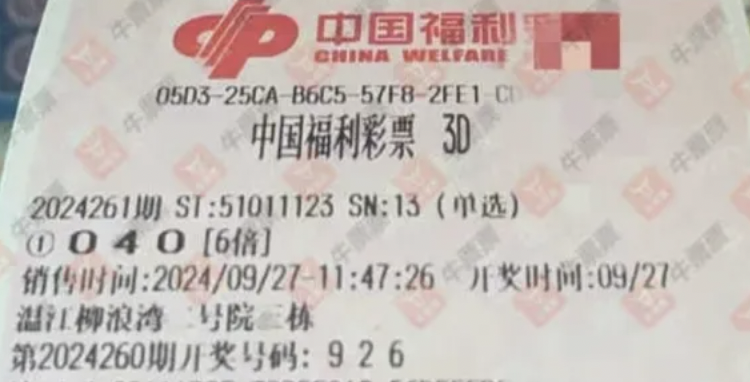 中国福利彩
CHINA WELFARE
05D3-25CA-B6C5-57F8-2FE1-C
中国福利彩票 3D
2024261期 ST:51011123 SN:13 (单选)
① 0 4 0 [6倍]
销售时间:2024/09/27-11:47:26 开奖时间:09/27
温江柳浪湾 号院 栋
第2024260期开奖号码: 9 2 6